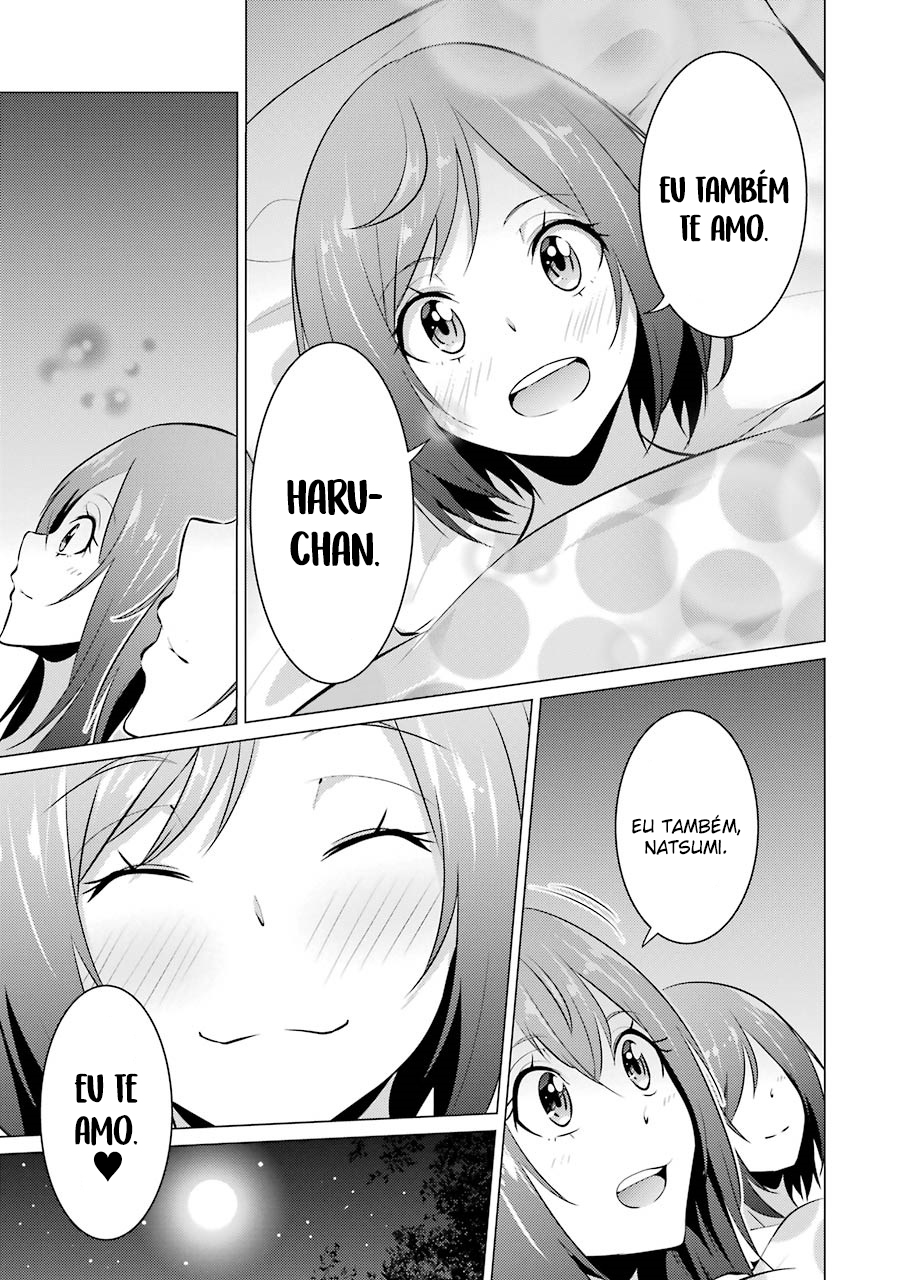 EU TAMBÉM
TE AMO.
HARU-
CHAN.
EU TAMBÉM,
NATSUMI.
EU TE
AMO.
♥